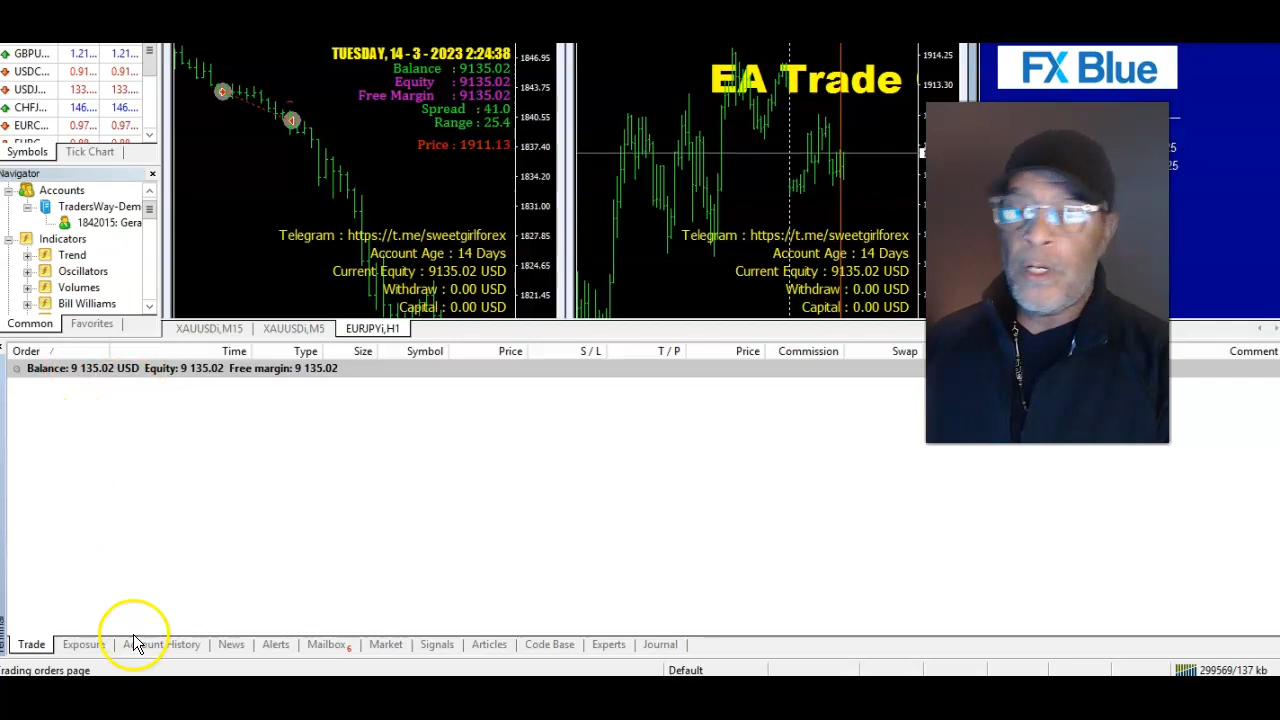 GBPU... 1.21... 1.21...
USDC... 0.91... 0.91...
USDJ... 133.... 133....
CHFJ... 146.... 146....
EURC... 0.97... 0.97...
Symbols Tick Chart
Navigator
Accounts
TradersWay-Dem
1842015: Gera
Indicators
Trend
Oscillators
Volumes
Bill Williams
Common Favorites
TUESDAY, 14 - 3 - 2023 2:24:38
Balance : 9135.02
Equity : 9135.02
Free Margin : 9135.02
Spread : 41.0
Range : 25.4
Price : 1911.13
Telegram : https://t.me/sweetgirlforex
Account Age : 14 Days
Current Equity : 9135.02 USD
Withdraw : 0.00 USD
Capital : 0.00 USD
1846.95
1843.75
1840.55
1837.40
1834.20
1831.00
1827.85
1824.65
1821.45
EA Trade
Telegram : https://t.me/sweetgirlforex
Account Age : 14 Days
Current Equity : 9135.02 USD
Withdraw : 0.00 USD
Capital : 0.00 USD
1914.25
1913.30
FX Blue
XAUUSDi,M15 XAUUSDi,M5 EURJPYi,H1
Order Time Type Size Symbol Price S / L T / P Price Commission Swap Comment
Balance: 9 135.02 USD Equity: 9 135.02 Free margin: 9 135.02
Trade Exposure Account History News Alerts Mailbox 6 Market Signals Articles Code Base Experts Journal
Trading orders page Default 299569/137 kb